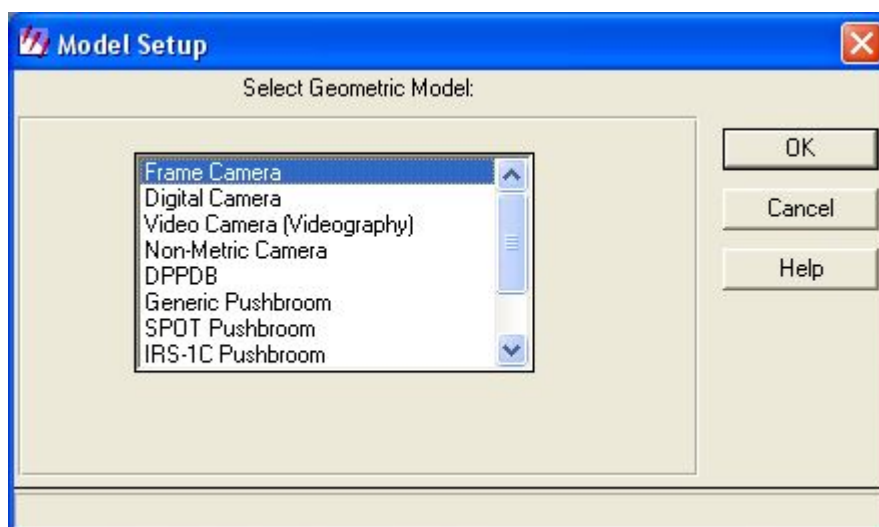 Model Setup
Select Geometric Model:
Frame Camera
Digital Camera
Video Camera (Videography)
Non-Metric Camera
DPPDB
Generic Pushbroom
SPOT Pushbroom
IRS-1C Pushbroom
OK
Cancel
Help